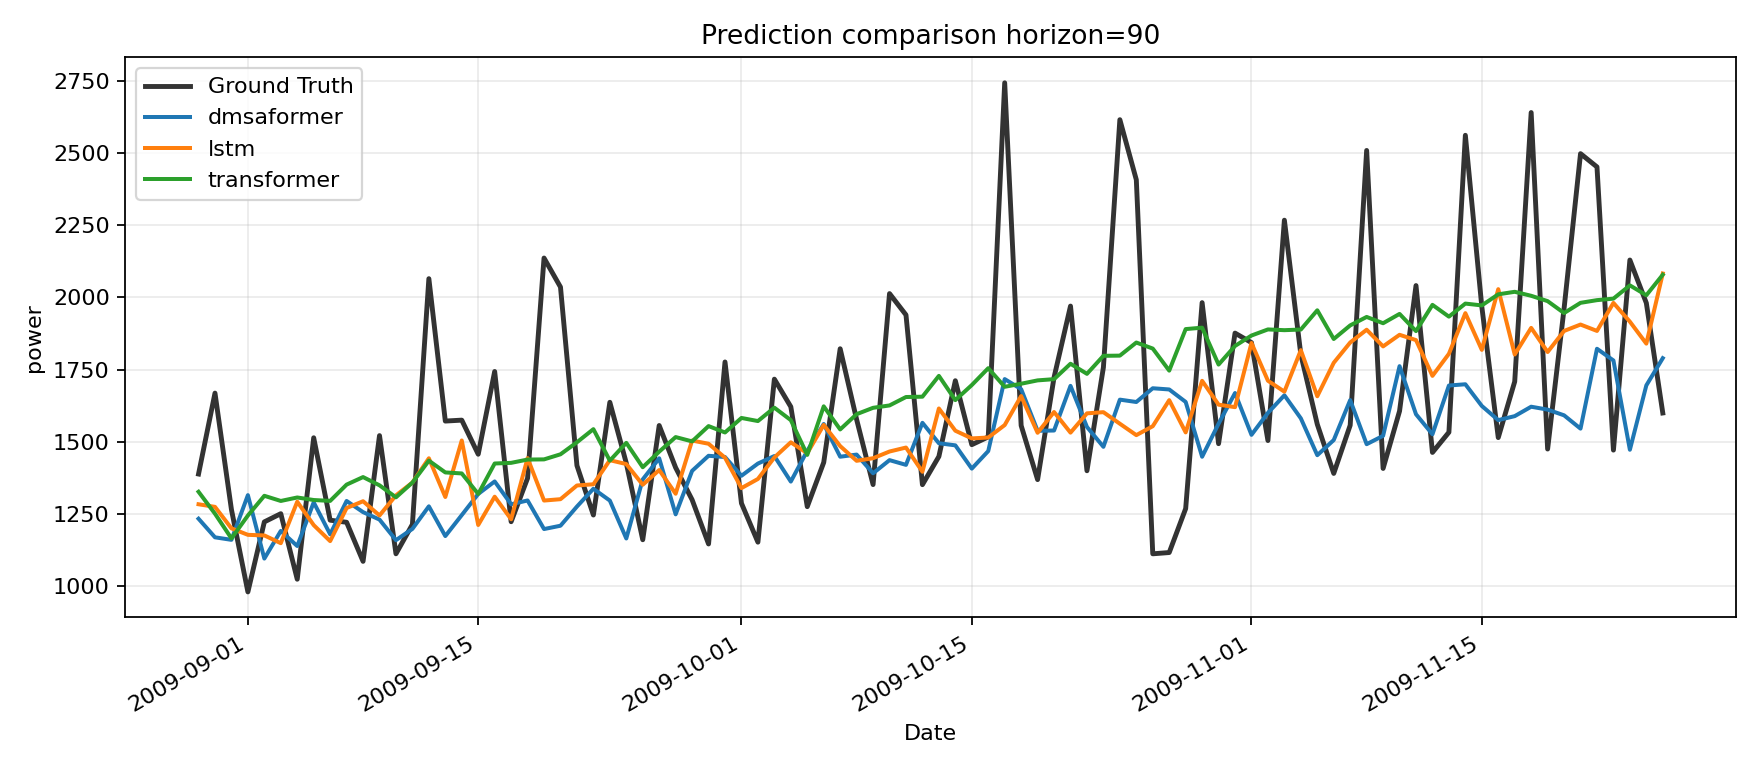 Prediction comparison horizon=90
Ground Truth
dmsaformer
lstm
transformer
power
2750
2500
2250
2000
1750
1500
1250
1000
2009-09-01
2009-09-15
2009-10-01
2009-10-15
2009-11-01
2009-11-15
Date